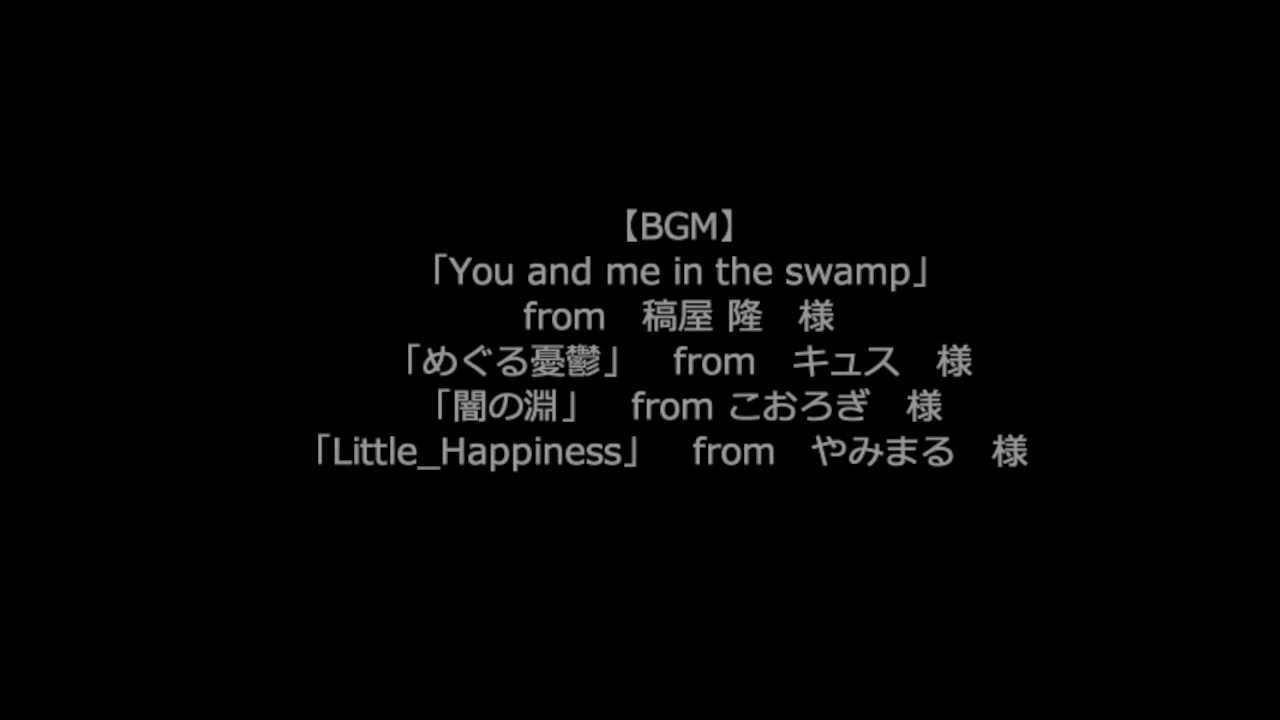 【BGM】
「You and me in the swamp」
from　稿屋 隆　様
「めぐる憂鬱」　from　キュス　様
「闇の淵」　from こおろぎ　様
「Little_Happiness」　from　やみまる　様